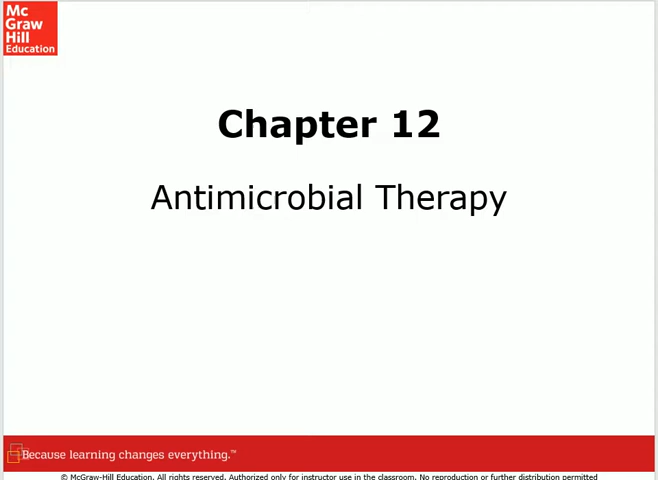 Mc
Graw
Hill
Education
Chapter 12
Antimicrobial Therapy
Because learning changes everything.™
© McGraw-Hill Education. All rights reserved. Authorized only for instructor use in the classroom. No reproduction or further distribution permitted